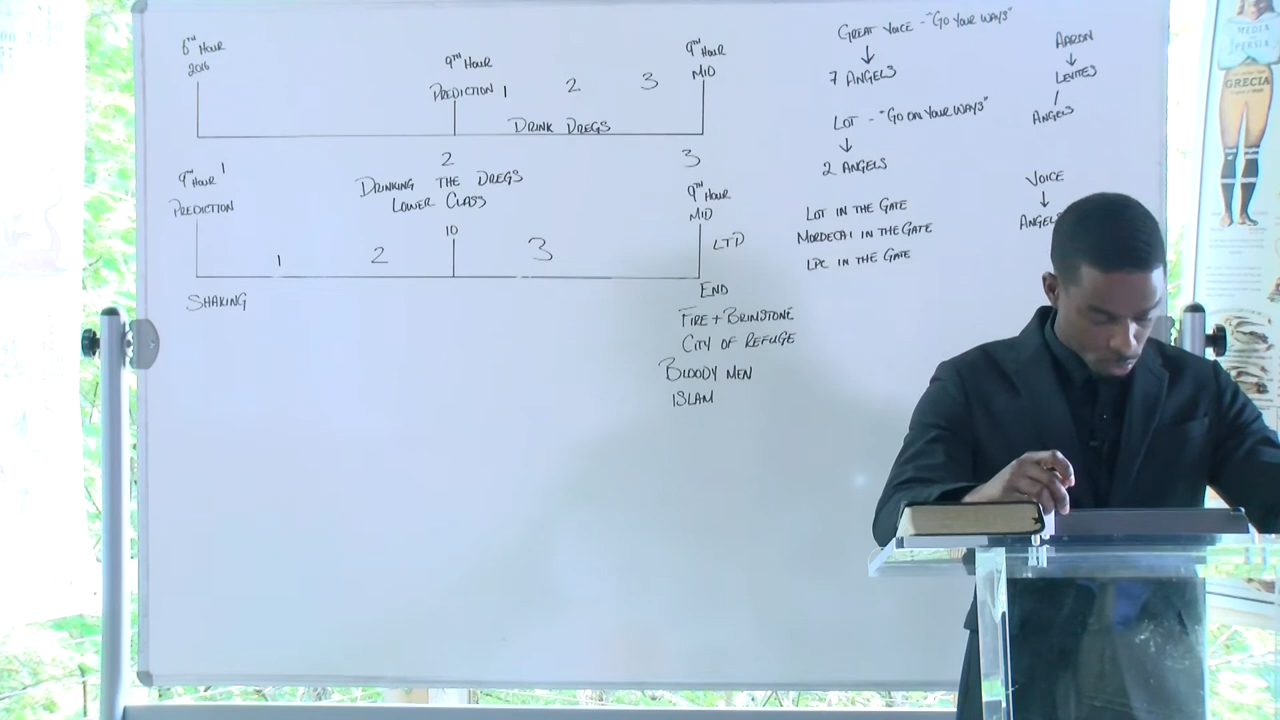 6TH HOUR
2016
9TH HOUR
PREDICTION 1 2 3
9TH HOUR
MID
DRINK DREGS
1 2 3
9TH HOUR
PREDICTION
DRINKING THE DREGS
LOWER CLASS
10
9TH HOUR
MID
LTP
1 2 3
SHAKING
END
FIRE + BRIMSTONE
CITY OF REFUGE
BLOODY MEN
ISLAM
GREAT VOICE - "GO YOUR WAYS"
7 ANGELS
LOT - "GO ON YOUR WAYS"
2 ANGELS
LOT IN THE GATE
MORDECAI IN THE GATE
LPC IN THE GATE
AARON
LEVITES
ANGELS
VOICE
ANGELS
MEDIA
PERSIA
GRECIA